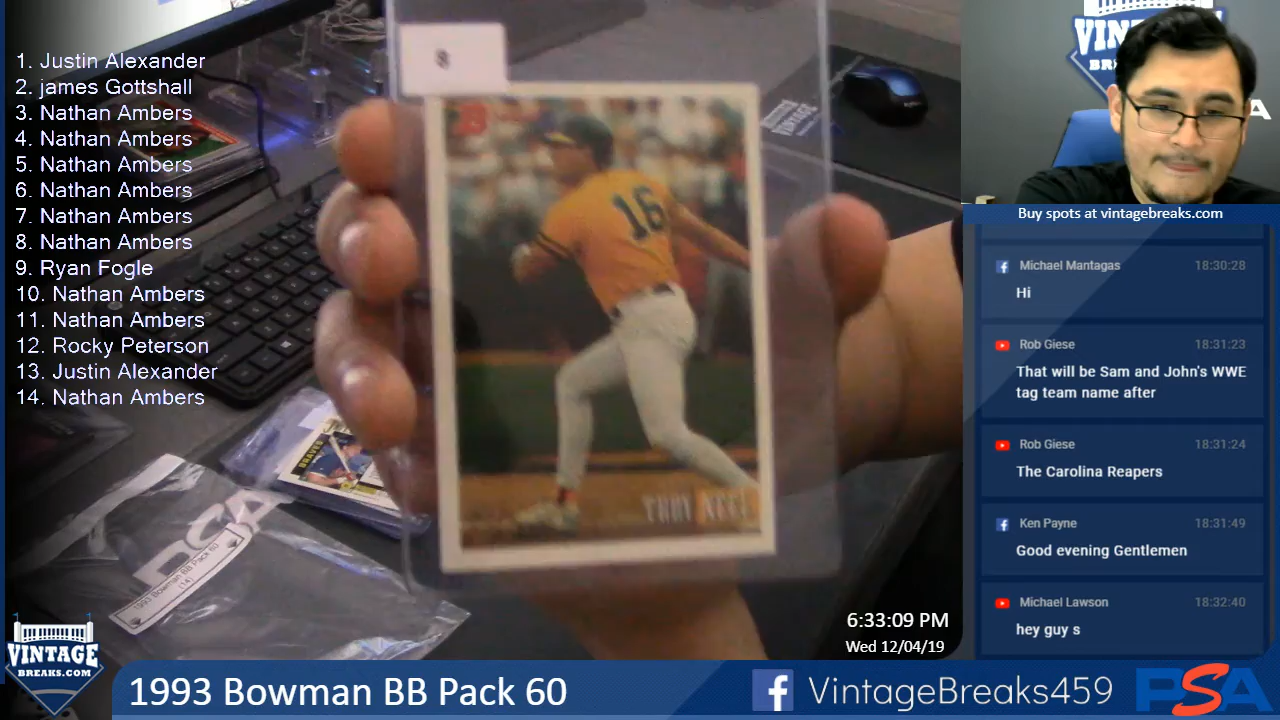 1. Justin Alexander
2. james Gottshall
3. Nathan Ambers
4. Nathan Ambers
5. Nathan Ambers
6. Nathan Ambers
7. Nathan Ambers
8. Nathan Ambers
9. Ryan Fogle
10. Nathan Ambers
11. Nathan Ambers
12. Rocky Peterson
13. Justin Alexander
14. Nathan Ambers
8
B
16
BRAVES
PSA
1993 Bowman BB Pack 60
(14)
6:33:09 PM
Wed 12/04/19
Buy spots at vintagebreaks.com
Michael Mantagas 18:30:28
Hi
Rob Giese 18:31:23
That will be Sam and John's WWE
tag team name after
Rob Giese 18:31:24
The Carolina Reapers
Ken Payne 18:31:49
Good evening Gentlemen
Michael Lawson 18:32:40
hey guy s
VINTAGE
BREAKS.COM
1993 Bowman BB Pack 60
f VintageBreaks459
PSA